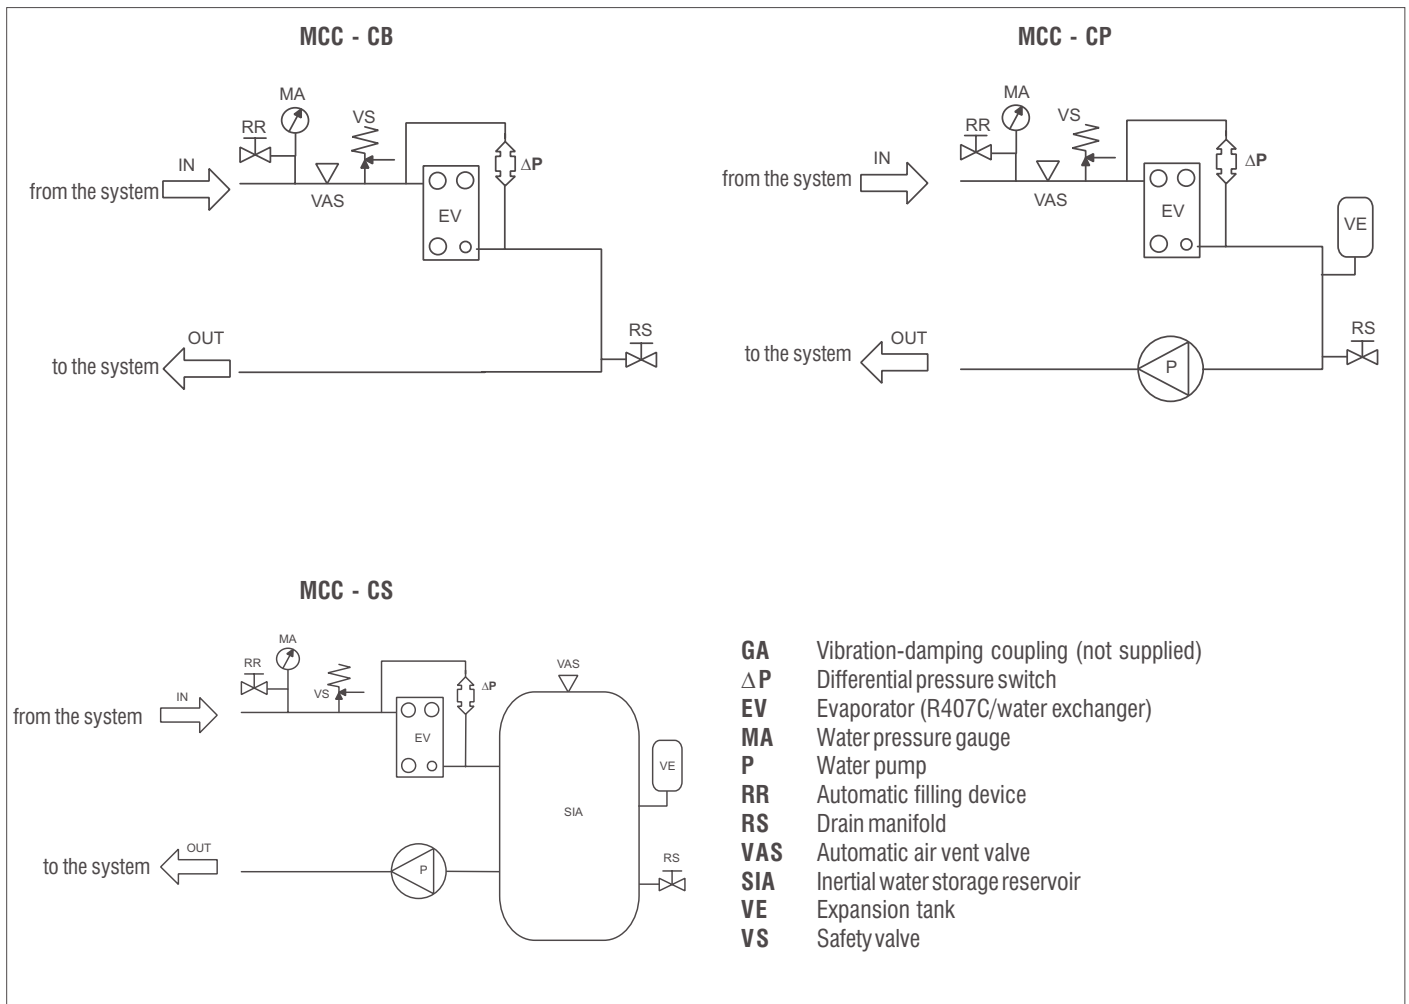 MCC - CB
MA
VS
RR
IN
ΔP
from the system
VAS
EV
OUT
RS
to the system
MCC - CP
MA
VS
RR
IN
ΔP
from the system
VAS
EV
VE
OUT
RS
to the system
P
MCC - CS
MA
RR
VAS
IN
VS
ΔP
from the system
EV
VE
SIA
OUT
RS
to the system
P
GA Vibration-damping coupling (not supplied)
ΔP Differential pressure switch
EV Evaporator (R407C/water exchanger)
MA Water pressure gauge
P Water pump
RR Automatic filling device
RS Drain manifold
VAS Automatic air vent valve
SIA Inertial water storage reservoir
VE Expansion tank
VS Safety valve